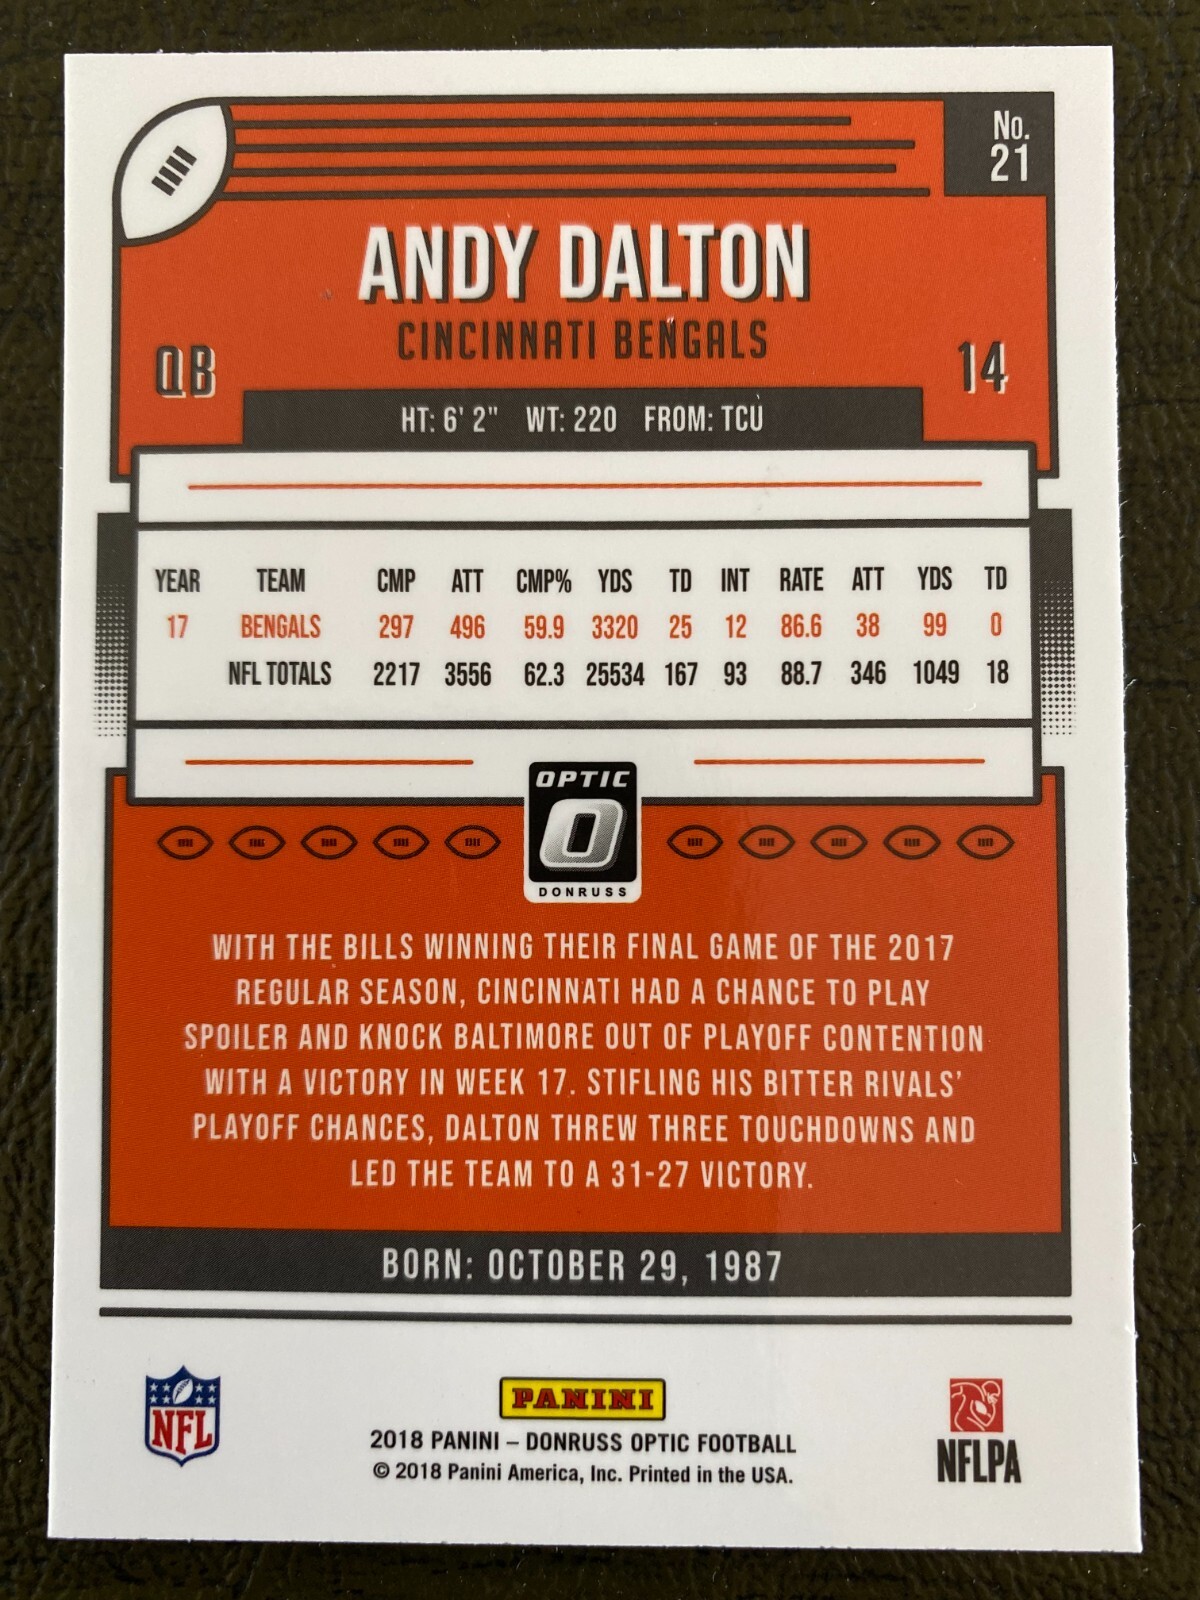 No.
21
ANDY DALTON
CINCINNATI BENGALS
QB
14
HT: 6' 2" WT: 220 FROM: TCU
YEAR TEAM CMP ATT CMP% YDS TD INT RATE ATT YDS TD
17 BENGALS 297 496 59.9 3320 25 12 86.6 38 99 0
NFL TOTALS 2217 3556 62.3 25534 167 93 88.7 346 1049 18
OPTIC
O
DONRUSS
WITH THE BILLS WINNING THEIR FINAL GAME OF THE 2017
REGULAR SEASON, CINCINNATI HAD A CHANCE TO PLAY
SPOILER AND KNOCK BALTIMORE OUT OF PLAYOFF CONTENTION
WITH A VICTORY IN WEEK 17. STIFLING HIS BITTER RIVALS'
PLAYOFF CHANCES, DALTON THREW THREE TOUCHDOWNS AND
LED THE TEAM TO A 31-27 VICTORY.
BORN: OCTOBER 29, 1987
NFL
PANINI
2018 PANINI – DONRUSS OPTIC FOOTBALL
© 2018 Panini America, Inc. Printed in the USA.
NFLPA